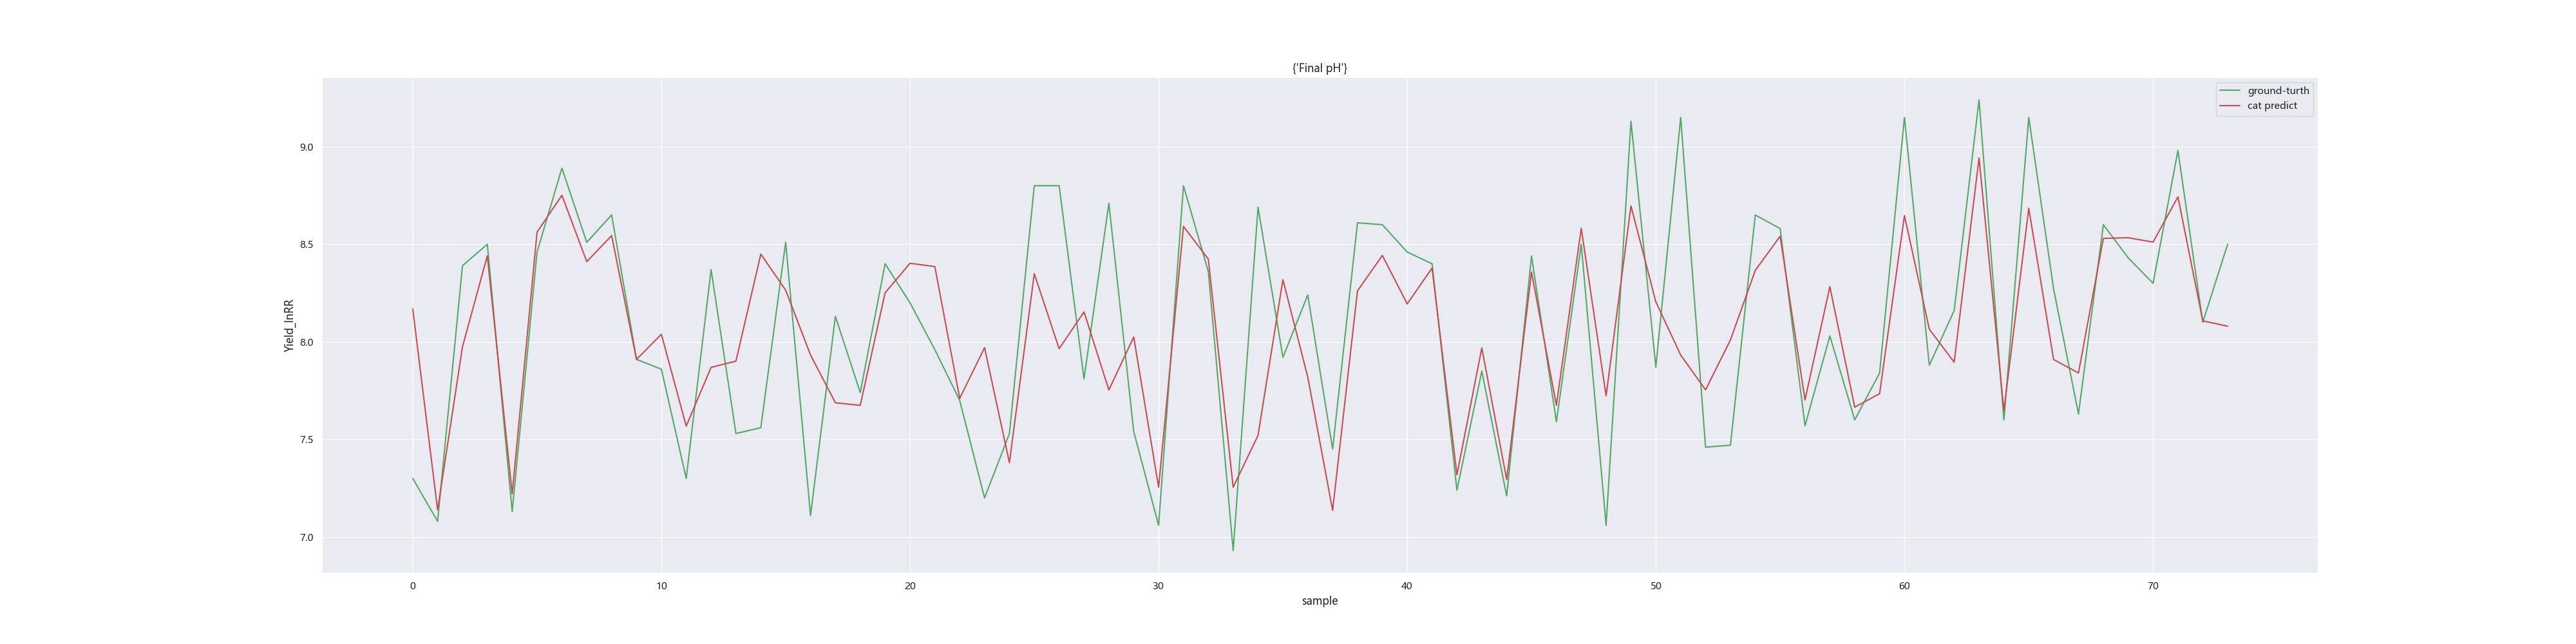 {'Final pH'}
ground-turth
cat predict
Yield_lnRR
9.0
8.5
8.0
7.5
7.0
0 10 20 30 40 50 60 70
sample